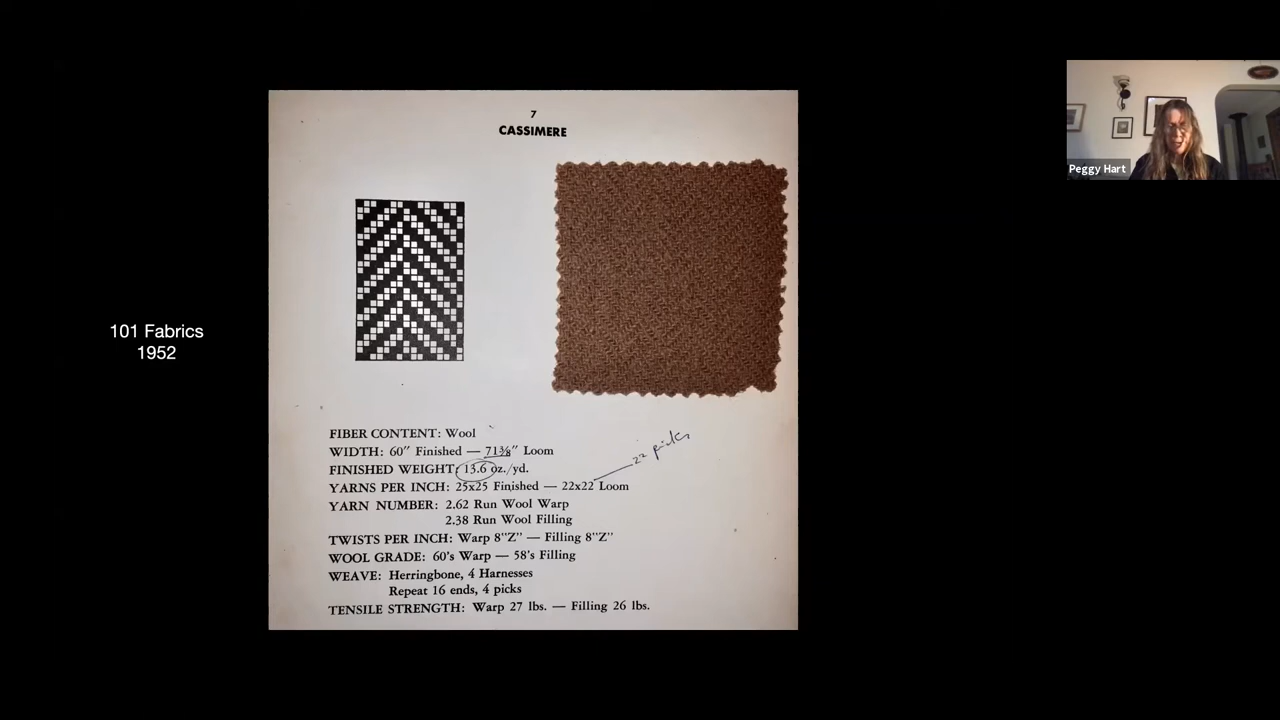 7
CASSIMERE
Peggy Hart
101 Fabrics
1952
FIBER CONTENT: Wool
WIDTH: 60″ Finished — 71⅜″ Loom
22 picks
FINISHED WEIGHT: 13.6 oz./yd.
YARNS PER INCH: 25x25 Finished — 22x22 Loom
YARN NUMBER: 2.62 Run Wool Warp
2.38 Run Wool Filling
TWISTS PER INCH: Warp 8"Z" — Filling 8"Z"
WOOL GRADE: 60's Warp — 58's Filling
WEAVE: Herringbone, 4 Harnesses
Repeat 16 ends, 4 picks
TENSILE STRENGTH: Warp 27 lbs. — Filling 26 lbs.